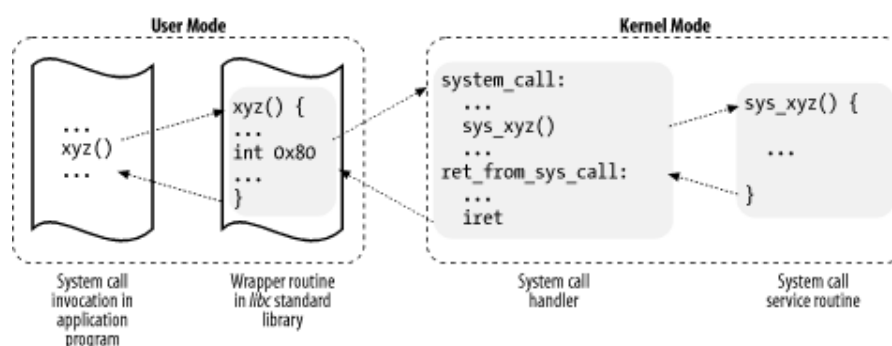 User Mode
Kernel Mode
...
xyz()
...
xyz() {
...
int 0x80
...
}
system_call:
...
sys_xyz()
...
ret_from_sys_call:
...
iret
sys_xyz() {
...
}
System call
invocation in
application
program
Wrapper routine
in libc standard
library
System call
handler
System call
service routine